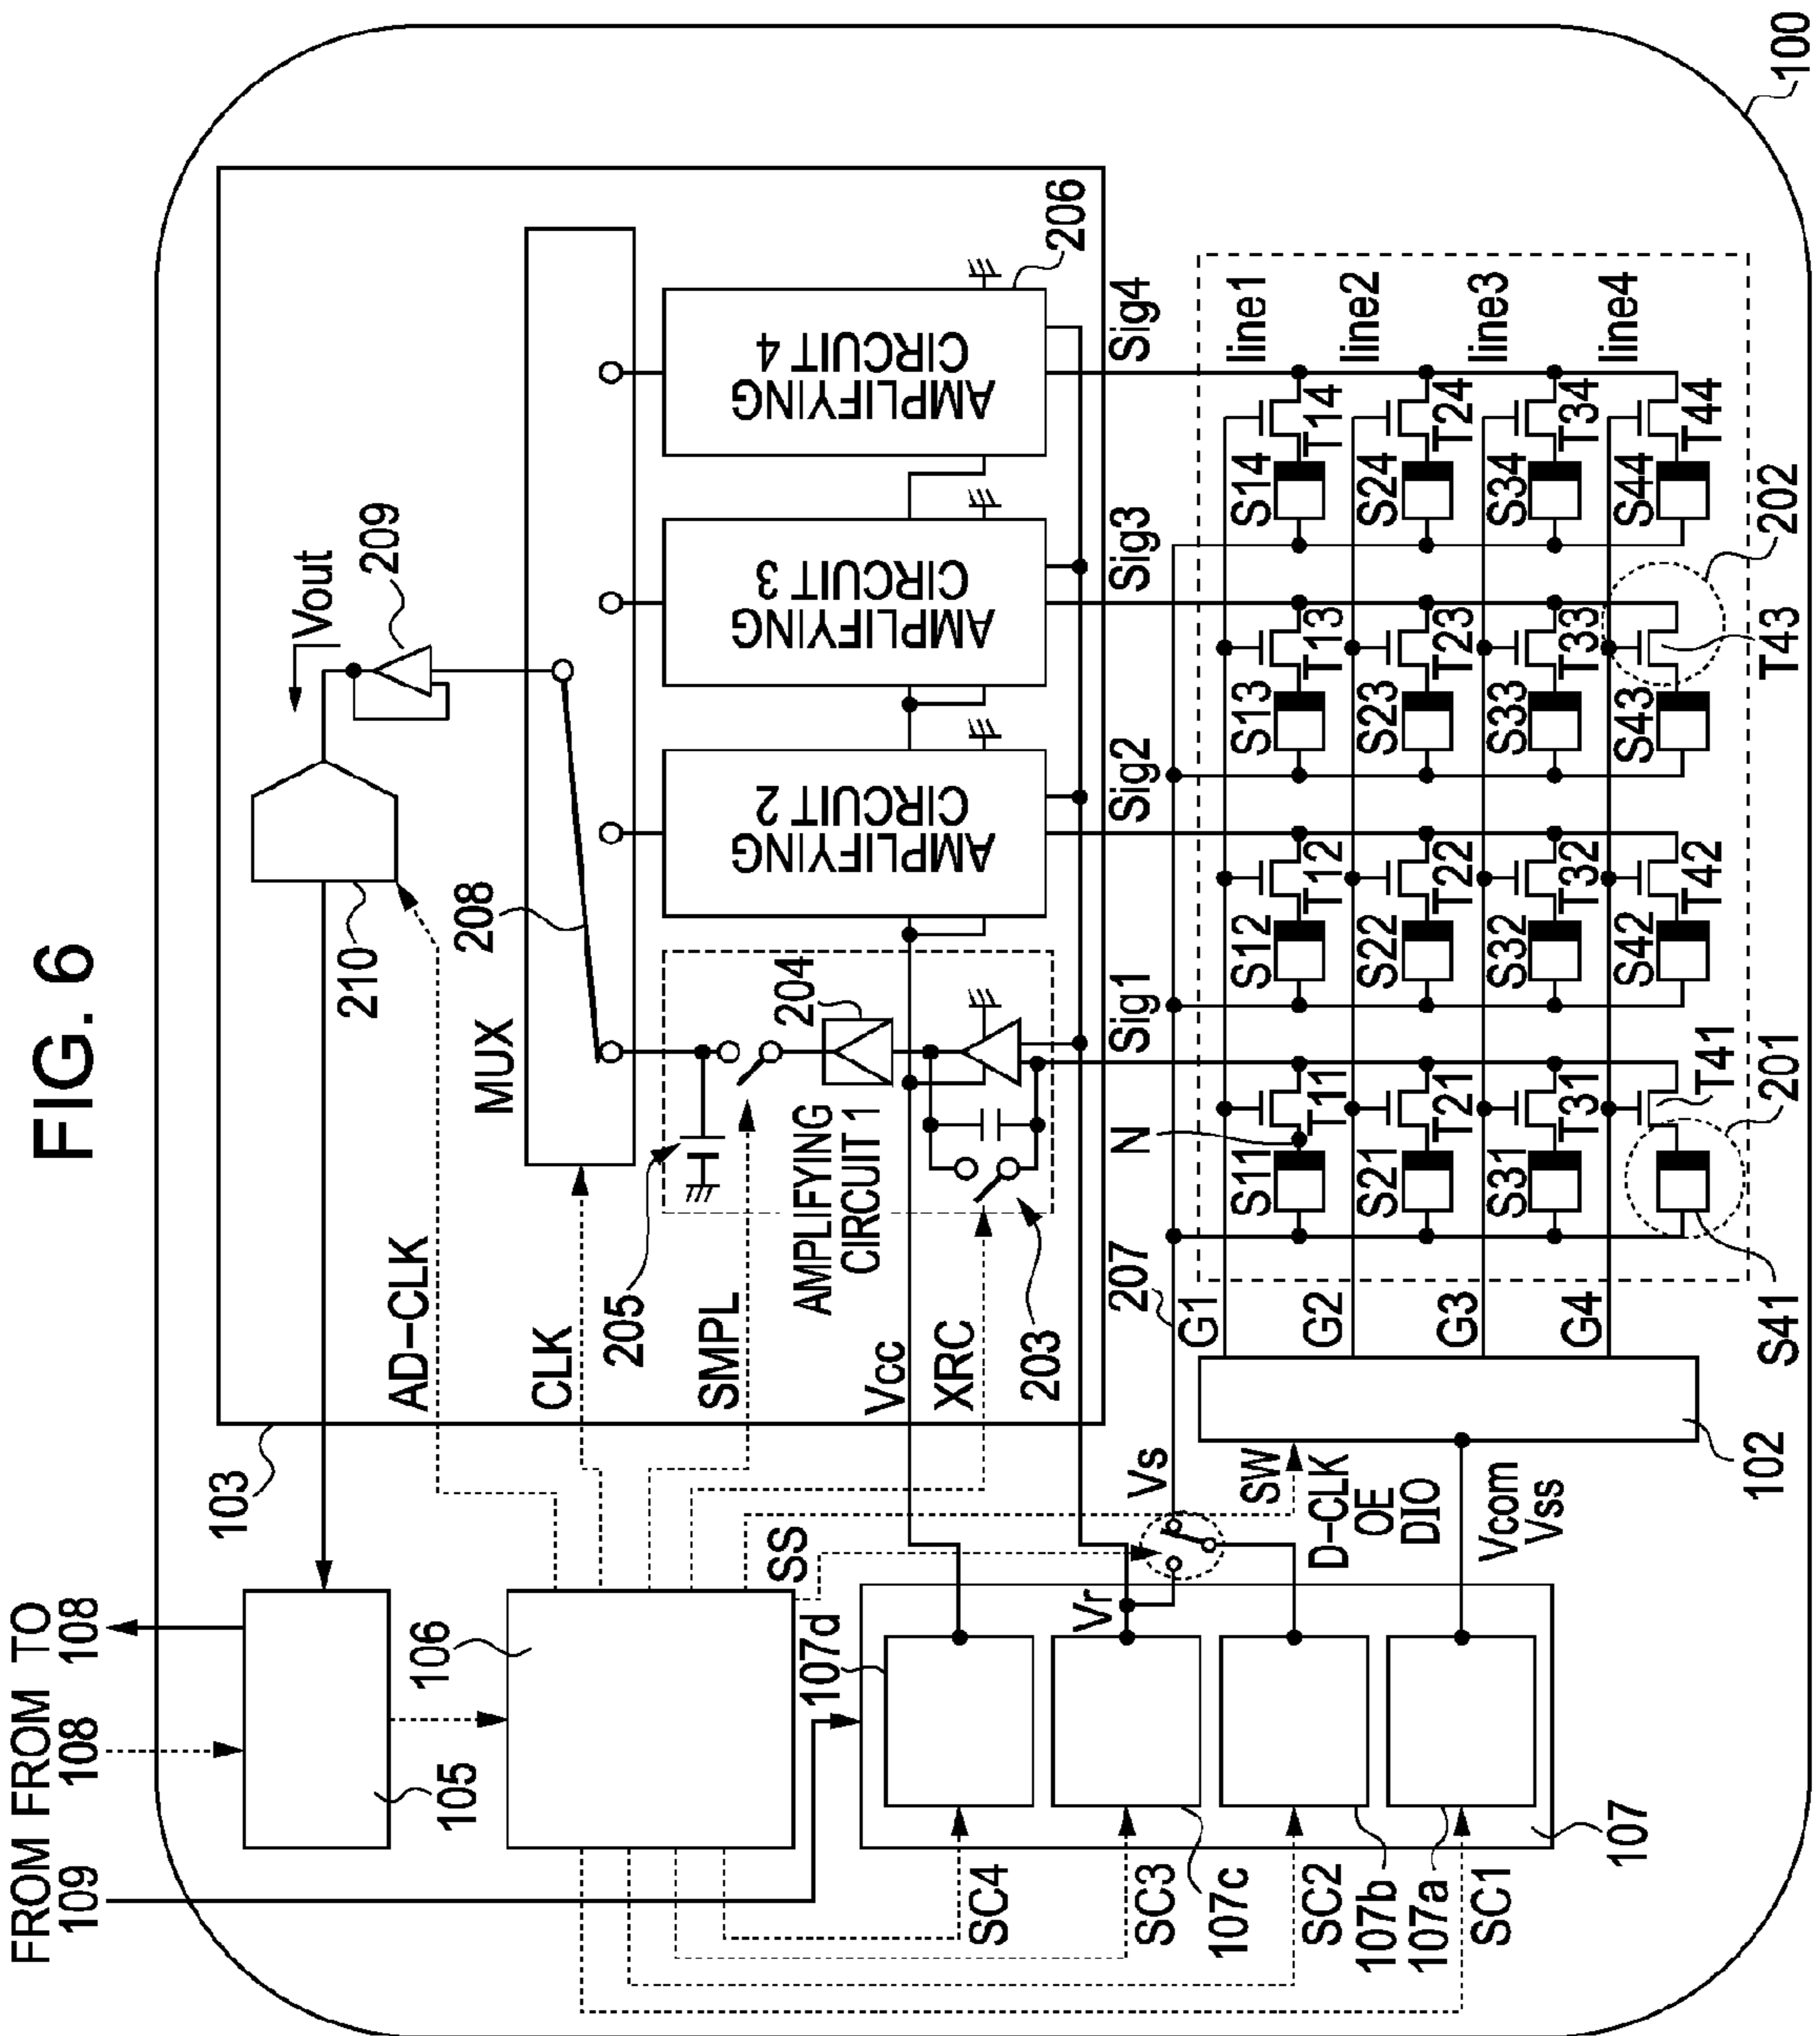 FIG. 6
FROM FROM TO
109 108 108
105
106
107d
107c
107b
107a
107
SC4
SC3
SC2
SC1
103
AD-CLK
CLK
SMPL
Vcc
XRC
SS
Vs
Vr
SW
D-CLK
OE
DIO
Vcom
Vss
102
207
G1
G2
G3
G4
210
Vout
209
MUX
208
205
204
203
AMPLIFYING
CIRCUIT 1
AMPLIFYING
CIRCUIT 2
AMPLIFYING
CIRCUIT 3
AMPLIFYING
CIRCUIT 4
206
Sig1
Sig2
Sig3
Sig4
N
S11 T11 S12 T12 S13 T13 S14 T14 line1
S21 T21 S22 T22 S23 T23 S24 T24 line2
S31 T31 S32 T32 S33 T33 S34 T34 line3
S41 T41 S42 T42 S43 T43 S44 T44 line4
201
202
100